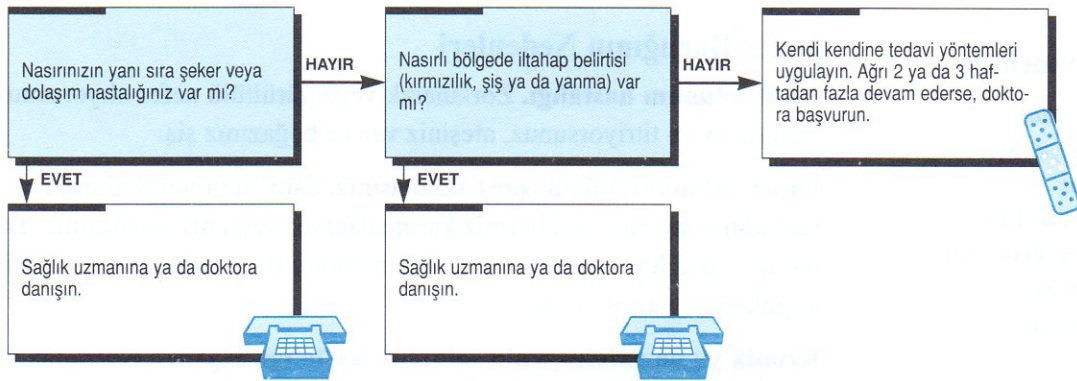 Nasırınızın yanı sıra şeker veya
dolaşım hastalığınız var mı?
HAYIR
Nasırlı bölgede iltahap belirtisi
(kırmızılık, şiş ya da yanma) var
mı?
HAYIR
Kendi kendine tedavi yöntemleri
uygulayın. Ağrı 2 ya da 3 haf-
tadan fazla devam ederse, dokto-
ra başvurun.
EVET
EVET
Sağlık uzmanına ya da doktora
danışın.
Sağlık uzmanına ya da doktora
danışın.